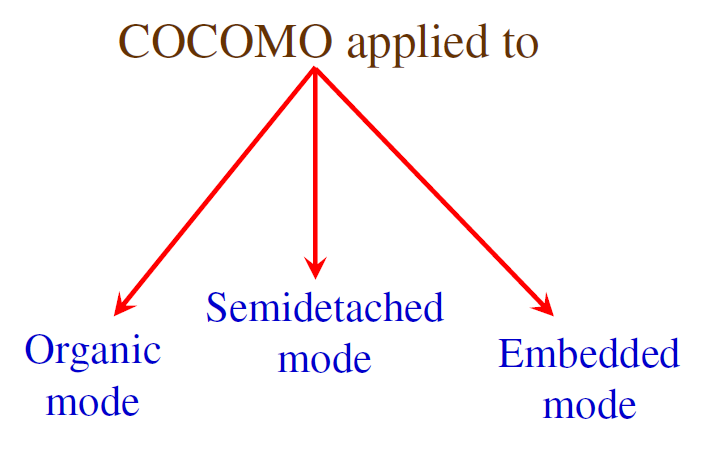 COCOMO applied to
Organic
mode
Semidetached
mode
Embedded
mode